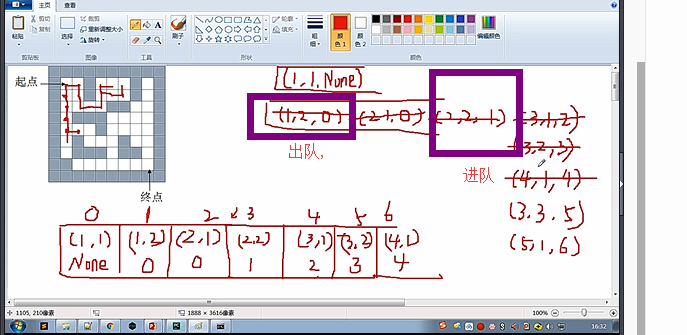 主页 查看
剪切
复制
粘贴
剪贴板
裁剪
重新调整大小
旋转
选择
图像
工具
刷子
轮廓
填充
形状
粗细
颜色 1
颜色 2
编辑颜色
颜色
起点
终点
(1,1,None)
(1,2,0) (2,1,0) (2,2,1) (3,1,2)
(3,2,3)
(4,1,4)
(3,3,5)
(5,1,6)
出队,
进队
0 1 2 3 4 5 6
(1,1) (1,2) (2,1) (2,2) (3,1) (3,2) (4,1)
None 0 0 1 2 3 4
1105, 210像素 1888 × 3616像素 100%
16:32